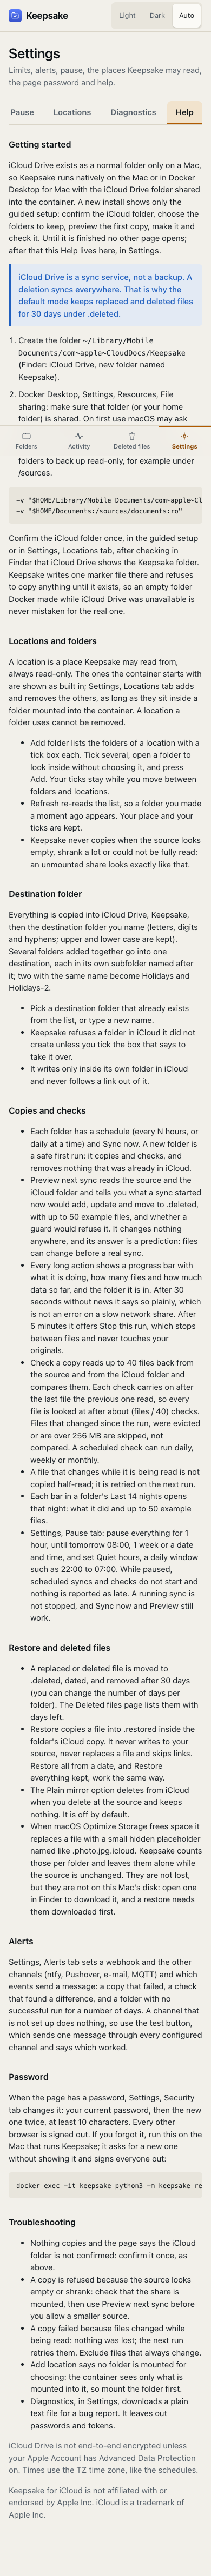 Keepsake
Light Dark Auto
Settings
Limits, alerts, pause, the places Keepsake may read,
the page password and help.
Pause Locations Diagnostics Help
Getting started
iCloud Drive exists as a normal folder only on a Mac,
so Keepsake runs natively on the Mac or in Docker
Desktop for Mac with the iCloud Drive folder shared
into the container. A new install shows only the
guided setup: confirm the iCloud folder, choose the
folders to keep, preview the first copy, make it and
check it. Until it is finished no other page opens;
after that this Help lives here, in Settings.
iCloud Drive is a sync service, not a backup. A
deletion syncs everywhere. That is why the
default mode keeps replaced and deleted files
for 30 days under .deleted.
1. Create the folder ~/Library/Mobile
Documents/com~apple~CloudDocs/Keepsake
(Finder: iCloud Drive, new folder named
Keepsake).
2. Docker Desktop, Settings, Resources, File
sharing: make sure that folder (or your home
folder) is shared. On first use macOS may ask
Folders Activity Deleted files Settings
folders to back up read-only, for example under
/sources.
-v "$HOME/Library/Mobile Documents/com~apple~Cl
-v "$HOME/Documents:/sources/documents:ro"
Confirm the iCloud folder once, in the guided setup
or in Settings, Locations tab, after checking in
Finder that iCloud Drive shows the Keepsake folder.
Keepsake writes one marker file there and refuses
to copy anything until it exists, so an empty folder
Docker made while iCloud Drive was unavailable is
never mistaken for the real one.
Locations and folders
A location is a place Keepsake may read from,
always read-only. The ones the container starts with
are shown as built in; Settings, Locations tab adds
and removes the others, as long as they sit inside a
folder mounted into the container. A location a
folder uses cannot be removed.
• Add folder lists the folders of a location with a
tick box each. Tick several, open a folder to
look inside without choosing it, and press
Add. Your ticks stay while you move between
folders and locations.
• Refresh re-reads the list, so a folder you made
a moment ago appears. Your place and your
ticks are kept.
• Keepsake never copies when the source looks
empty, shrank a lot or could not be fully read:
an unmounted share looks exactly like that.
Destination folder
Everything is copied into iCloud Drive, Keepsake,
then the destination folder you name (letters, digits
and hyphens; upper and lower case are kept).
Several folders added together go into one
destination, each in its own subfolder named after
it; two with the same name become Holidays and
Holidays-2.
• Pick a destination folder that already exists
from the list, or type a new name.
• Keepsake refuses a folder in iCloud it did not
create unless you tick the box that says to
take it over.
• It writes only inside its own folder in iCloud
and never follows a link out of it.
Copies and checks
• Each folder has a schedule (every N hours, or
daily at a time) and Sync now. A new folder is
a safe first run: it copies and checks, and
removes nothing that was already in iCloud.
• Preview next sync reads the source and the
iCloud folder and tells you what a sync started
now would add, update and move to .deleted,
with up to 50 example files, and whether a
guard would refuse it. It changes nothing
anywhere, and its answer is a prediction: files
can change before a real sync.
• Every long action shows a progress bar with
what it is doing, how many files and how much
data so far, and the folder it is in. After 30
seconds without news it says so plainly, which
is not an error on a slow network share. After
5 minutes it offers Stop this run, which stops
between files and never touches your
originals.
• Check a copy reads up to 40 files back from
the source and from the iCloud folder and
compares them. Each check carries on after
the last file the previous one read, so every
file is looked at after about (files / 40) checks.
Files changed since the run, were evicted
or are over 256 MB are skipped, not
compared. A scheduled check can run daily,
weekly or monthly.
• A file that changes while it is being read is not
copied half-read; it is retried on the next run.
• Each bar in a folder's Last 14 nights opens
that night: what it did and up to 50 example
files.
• Settings, Pause tab: pause everything for 1
hour, until tomorrow 08:00, 1 week or a date
and time, and set Quiet hours, a daily window
such as 22:00 to 07:00. While paused,
scheduled syncs and checks do not start and
nothing is reported as late. A running sync is
not stopped, and Sync now and Preview still
work.
Restore and deleted files
• A replaced or deleted file is moved to
.deleted, dated, and removed after 30 days
(you can change the number of days per
folder). The Deleted files page lists them with
days left.
• Restore copies a file into .restored inside the
folder's iCloud copy. It never writes to your
source, never replaces a file and skips links.
Restore all from a date, and Restore
everything kept, work the same way.
• The Plain mirror option deletes from iCloud
when you delete at the source and keeps
nothing. It is off by default.
• When macOS Optimize Storage frees space it
replaces a file with a small hidden placeholder
named like .photo.jpg.icloud. Keepsake counts
those per folder and leaves them alone while
the source is unchanged. They are not lost,
but they are not on this Mac's disk: open one
in Finder to download it, and a restore needs
them downloaded first.
Alerts
Settings, Alerts tab sets a webhook and the other
channels (ntfy, Pushover, e-mail, MQTT) and which
events send a message: a copy that failed, a check
that found a difference, and a folder with no
successful run for a number of days. A channel that
is not set up does nothing, so use the test button,
which sends one message through every configured
channel and says which worked.
Password
When the page has a password, Settings, Security
tab changes it: your current password, then the new
one twice, at least 10 characters. Every other
browser is signed out. If you forgot it, run this on the
Mac that runs Keepsake; it asks for a new one
without showing it and signs everyone out:
docker exec -it keepsake python3 -m keepsake re
Troubleshooting
• Nothing copies and the page says the iCloud
folder is not confirmed: confirm it once, as
above.
• A copy is refused because the source looks
empty or shrank: check that the share is
mounted, then use Preview next sync before
you allow a smaller source.
• A copy failed because files changed while
being read: nothing was lost; the next run
retries them. Exclude files that always change.
• Add location says no folder is mounted for
choosing: the container sees only what is
mounted into it, so mount the folder first.
• Diagnostics, in Settings, downloads a plain
text file for a bug report. It leaves out
passwords and tokens.
iCloud Drive is not end-to-end encrypted unless
your Apple Account has Advanced Data Protection
on. Times use the TZ time zone, like the schedules.
Keepsake for iCloud is not affiliated with or
endorsed by Apple Inc. iCloud is a trademark of
Apple Inc.